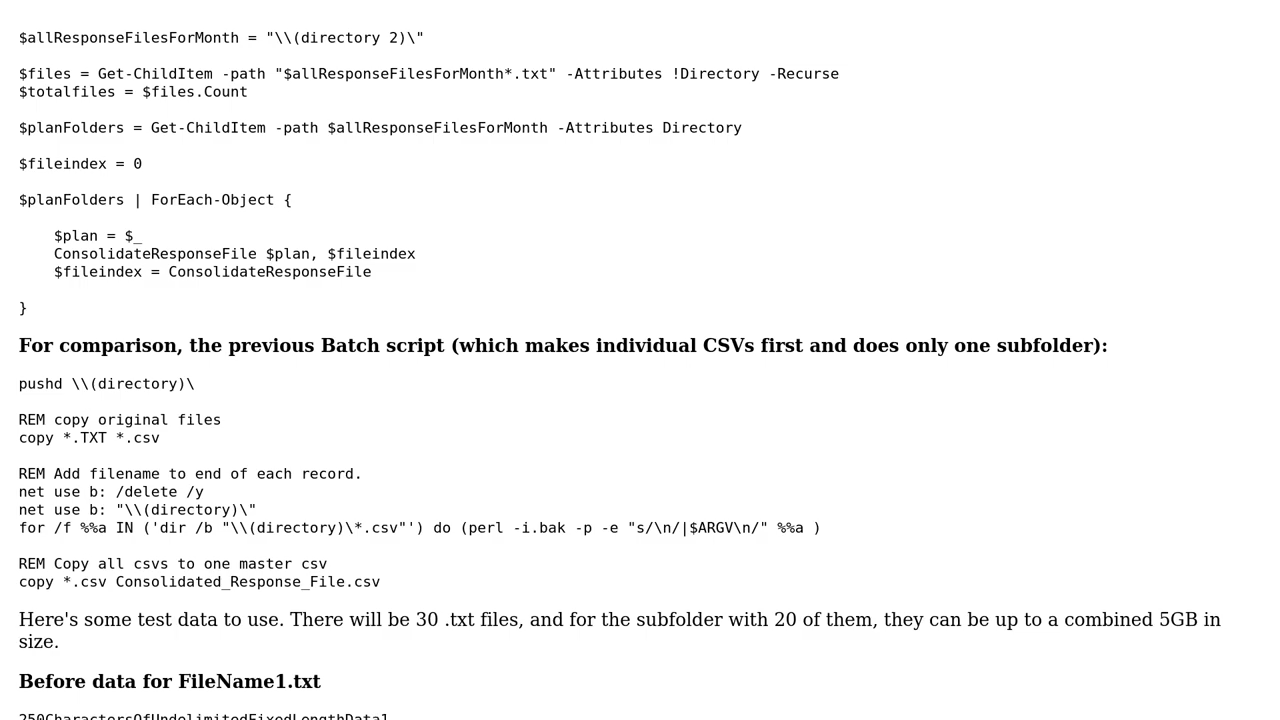 $allResponseFilesForMonth = "\\(directory 2)\"
$files = Get-ChildItem -path "$allResponseFilesForMonth*.txt" -Attributes !Directory -Recurse
$totalfiles = $files.Count
$planFolders = Get-ChildItem -path $allResponseFilesForMonth -Attributes Directory
$fileindex = 0
$planFolders | ForEach-Object {
    $plan = $_
    ConsolidateResponseFile $plan, $fileindex
    $fileindex = ConsolidateResponseFile
}
For comparison, the previous Batch script (which makes individual CSVs first and does only one subfolder):
pushd \\(directory)\
REM copy original files
copy *.TXT *.csv
REM Add filename to end of each record.
net use b: /delete /y
net use b: "\\(directory)\"
for /f %%a IN ('dir /b "\\(directory)\*.csv"') do (perl -i.bak -p -e "s/\n/|$ARGV\n/" %%a )
REM Copy all csvs to one master csv
copy *.csv Consolidated_Response_File.csv
Here's some test data to use. There will be 30 .txt files, and for the subfolder with 20 of them, they can be up to a combined 5GB in
size.
Before data for FileName1.txt
250CharactersOfUndelimitedFixedLengthData1